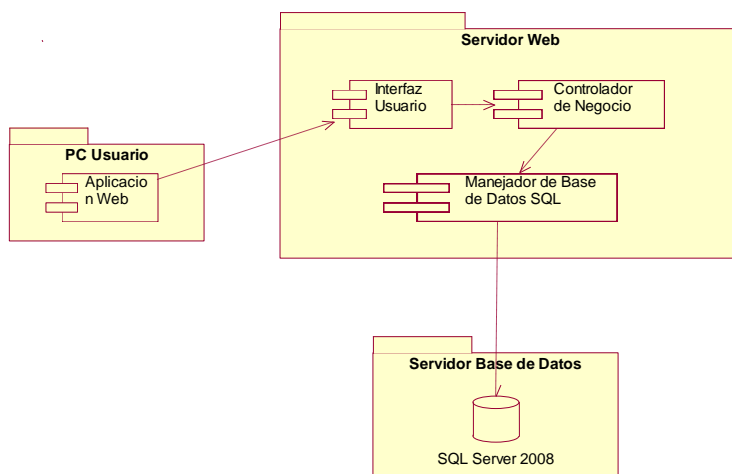 Servidor Web
Interfaz
Usuario
Controlador
de Negocio
PC Usuario
Aplicacio
n Web
Manejador de Base
de Datos SQL
Servidor Base de Datos
SQL Server 2008